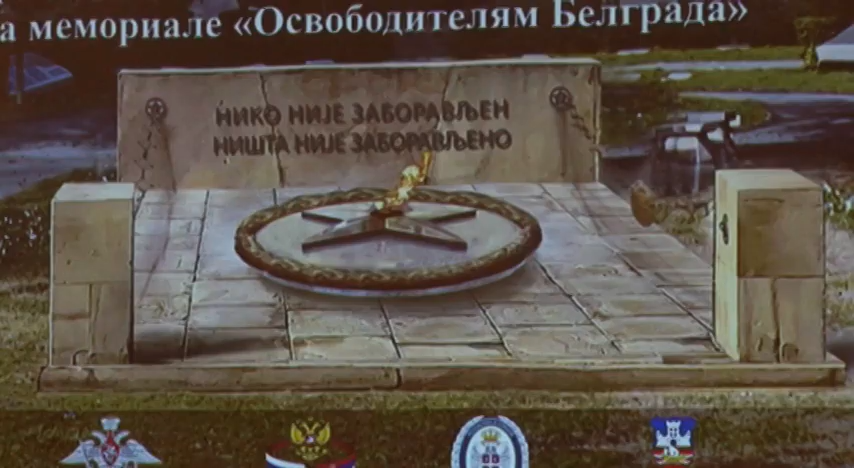 а мемориале «Освободителям Белграда»
НИКО НИЈЕ ЗАБОРАВЉЕН
НИШТА НИЈЕ ЗАБОРАВЉЕНО